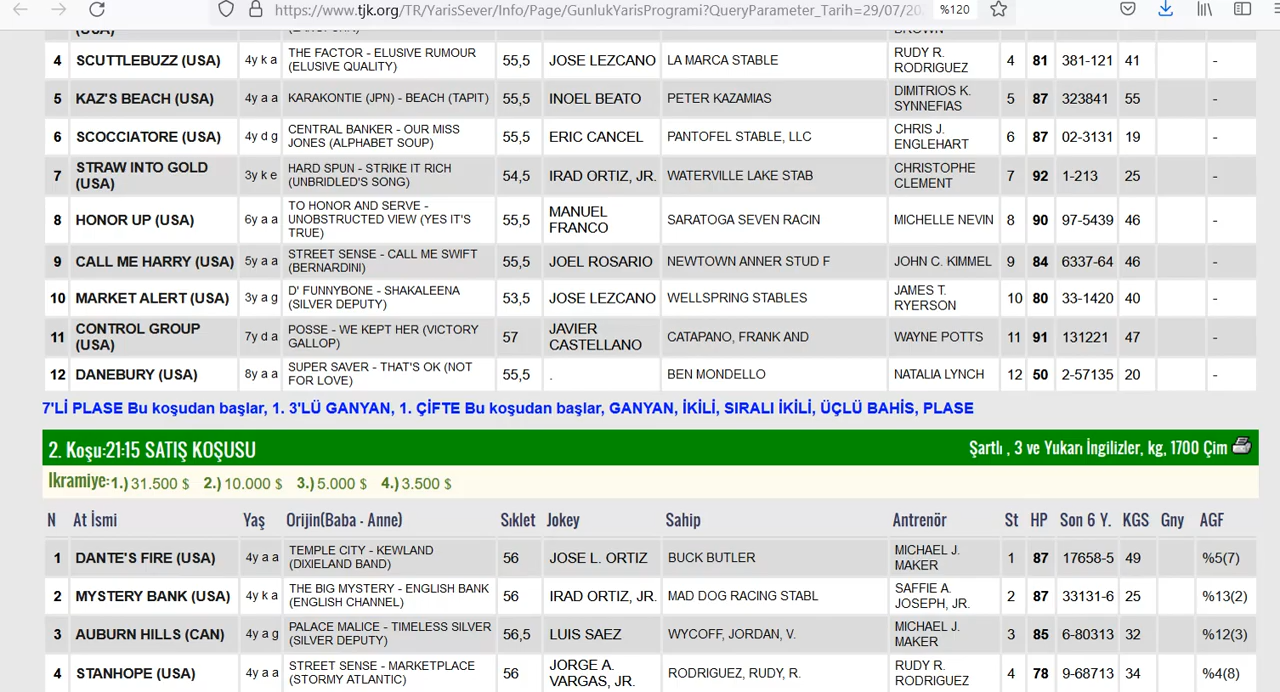 https://www.tjk.org/TR/YarisSever/Info/Page/GunlukYarisProgrami?QueryParameter_Tarih=29/07/20 %120
(USA) BROWN
4 SCUTTLEBUZZ (USA) 4y k a THE FACTOR - ELUSIVE RUMOUR (ELUSIVE QUALITY) 55,5 JOSE LEZCANO LA MARCA STABLE RUDY R. RODRIGUEZ 4 81 381-121 41 -
5 KAZ'S BEACH (USA) 4y a a KARAKONTIE (JPN) - BEACH (TAPIT) 55,5 INOEL BEATO PETER KAZAMIAS DIMITRIOS K. SYNNEFIAS 5 87 323841 55 -
6 SCOCCIATORE (USA) 4y d g CENTRAL BANKER - OUR MISS JONES (ALPHABET SOUP) 55,5 ERIC CANCEL PANTOFEL STABLE, LLC CHRIS J. ENGLEHART 6 87 02-3131 19 -
7 STRAW INTO GOLD (USA) 3y k e HARD SPUN - STRIKE IT RICH (UNBRIDLED'S SONG) 54,5 IRAD ORTIZ, JR. WATERVILLE LAKE STAB CHRISTOPHE CLEMENT 7 92 1-213 25 -
8 HONOR UP (USA) 6y a a TO HONOR AND SERVE - UNOBSTRUCTED VIEW (YES IT'S TRUE) 55,5 MANUEL FRANCO SARATOGA SEVEN RACIN MICHELLE NEVIN 8 90 97-5439 46 -
9 CALL ME HARRY (USA) 5y a a STREET SENSE - CALL ME SWIFT (BERNARDINI) 55,5 JOEL ROSARIO NEWTOWN ANNER STUD F JOHN C. KIMMEL 9 84 6337-64 46 -
10 MARKET ALERT (USA) 3y a g D' FUNNYBONE - SHAKALEENA (SILVER DEPUTY) 53,5 JOSE LEZCANO WELLSPRING STABLES JAMES T. RYERSON 10 80 33-1420 40 -
11 CONTROL GROUP (USA) 7y d a POSSE - WE KEPT HER (VICTORY GALLOP) 57 JAVIER CASTELLANO CATAPANO, FRANK AND WAYNE POTTS 11 91 131221 47 -
12 DANEBURY (USA) 8y a a SUPER SAVER - THAT'S OK (NOT FOR LOVE) 55,5 . BEN MONDELLO NATALIA LYNCH 12 50 2-57135 20 -
7'Lİ PLASE Bu koşudan başlar, 1. 3'LÜ GANYAN, 1. ÇİFTE Bu koşudan başlar, GANYAN, İKİLİ, SIRALI İKİLİ, ÜÇLÜ BAHİS, PLASE
2. Koşu:21:15 SATIŞ KOŞUSU Şartlı , 3 ve Yukarı İngilizler, kg, 1700 Çim
Ikramiye:1.) 31.500 $ 2.) 10.000 $ 3.) 5.000 $ 4.) 3.500 $
N At İsmi Yaş Orijin(Baba - Anne) Sıklet Jokey Sahip Antrenör St HP Son 6 Y. KGS Gny AGF
1 DANTE'S FIRE (USA) 4y a a TEMPLE CITY - KEWLAND (DIXIELAND BAND) 56 JOSE L. ORTIZ BUCK BUTLER MICHAEL J. MAKER 1 87 17658-5 49 %5(7)
2 MYSTERY BANK (USA) 4y k a THE BIG MYSTERY - ENGLISH BANK (ENGLISH CHANNEL) 56 IRAD ORTIZ, JR. MAD DOG RACING STABL SAFFIE A. JOSEPH, JR. 2 87 33131-6 25 %13(2)
3 AUBURN HILLS (CAN) 4y a g PALACE MALICE - TIMELESS SILVER (SILVER DEPUTY) 56,5 LUIS SAEZ WYCOFF, JORDAN, V. MICHAEL J. MAKER 3 85 6-80313 32 %12(3)
4 STANHOPE (USA) 4y a a STREET SENSE - MARKETPLACE (STORMY ATLANTIC) 56 JORGE A. VARGAS, JR. RODRIGUEZ, RUDY, R. RUDY R. RODRIGUEZ 4 78 9-68713 34 %4(8)